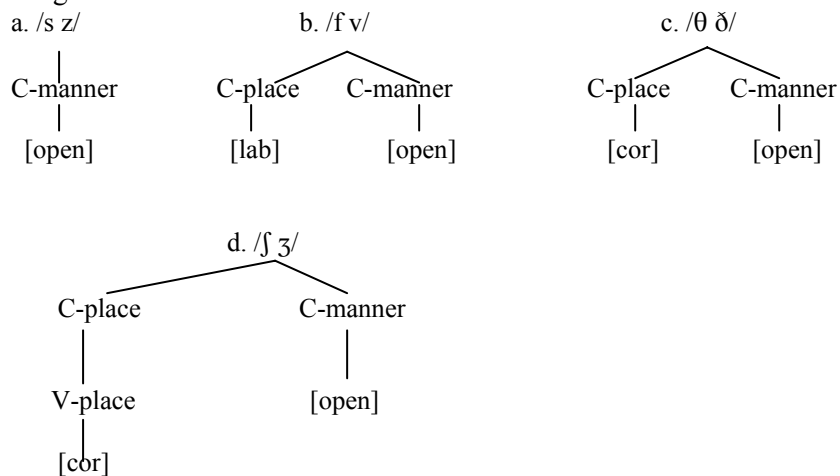 a. /s z/ b. /f v/ c. /θ ð/
C-manner C-place C-manner C-place C-manner
[open] [lab] [open] [cor] [open]
d. /ʃ ʒ/
C-place C-manner
V-place [open]
[cor]